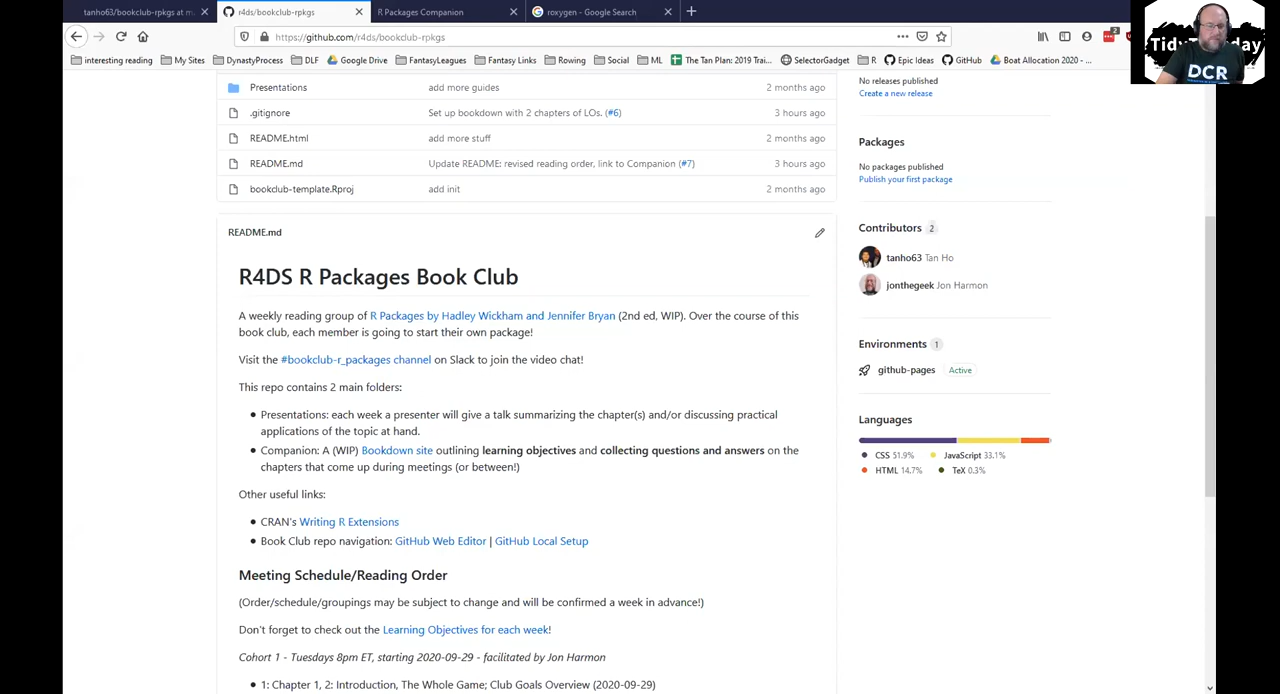 tanho63/bookclub-rpkgs at m
r4ds/bookclub-rpkgs
R Packages Companion
roxygen - Google Search
https://github.com/r4ds/bookclub-rpkgs
interesting reading
My Sites
DynastyProcess
DLF
Google Drive
FantasyLeagues
Fantasy Links
Rowing
Social
ML
The Tan Plan: 2019 Trai...
SelectorGadget
R
Epic Ideas
GitHub
Boat Allocation 2020 - ...
DCR
Presentations add more guides 2 months ago
.gitignore Set up bookdown with 2 chapters of LOs. (#6) 3 hours ago
README.html add more stuff 2 months ago
README.md Update README: revised reading order, link to Companion (#7) 3 hours ago
bookclub-template.Rproj add init 2 months ago
README.md
R4DS R Packages Book Club
A weekly reading group of R Packages by Hadley Wickham and Jennifer Bryan (2nd ed, WIP). Over the course of this
book club, each member is going to start their own package!
Visit the #bookclub-r_packages channel on Slack to join the video chat!
This repo contains 2 main folders:
• Presentations: each week a presenter will give a talk summarizing the chapter(s) and/or discussing practical
applications of the topic at hand.
• Companion: A (WIP) Bookdown site outlining learning objectives and collecting questions and answers on the
chapters that come up during meetings (or between!)
Other useful links:
• CRAN's Writing R Extensions
• Book Club repo navigation: GitHub Web Editor | GitHub Local Setup
Meeting Schedule/Reading Order
(Order/schedule/groupings may be subject to change and will be confirmed a week in advance!)
Don't forget to check out the Learning Objectives for each week!
Cohort 1 - Tuesdays 8pm ET, starting 2020-09-29 - facilitated by Jon Harmon
• 1: Chapter 1, 2: Introduction, The Whole Game; Club Goals Overview (2020-09-29)
No releases published
Create a new release
Packages
No packages published
Publish your first package
Contributors 2
tanho63 Tan Ho
jonthegeek Jon Harmon
Environments 1
github-pages Active
Languages
CSS 51.9% JavaScript 33.1%
HTML 14.7% TeX 0.3%